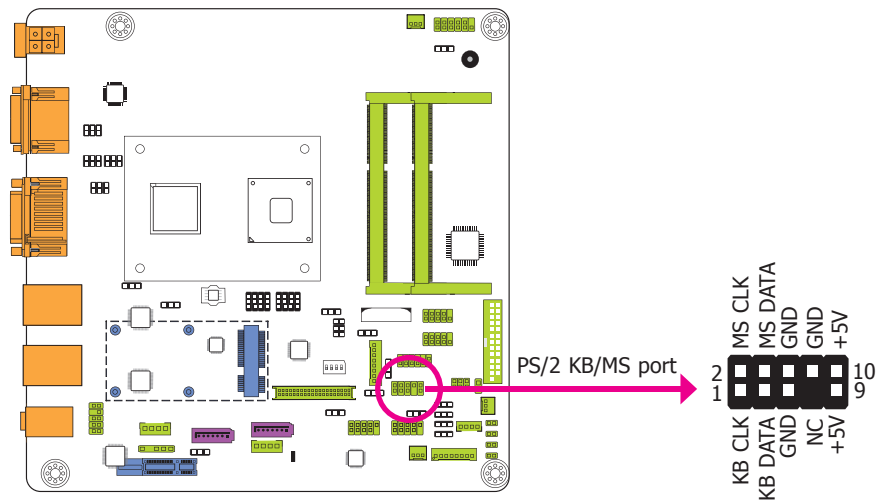 PS/2 KB/MS port
MS CLK
MS DATA
GND
GND
+5V
2
10
1
9
KB CLK
KB DATA
GND
NC
+5V